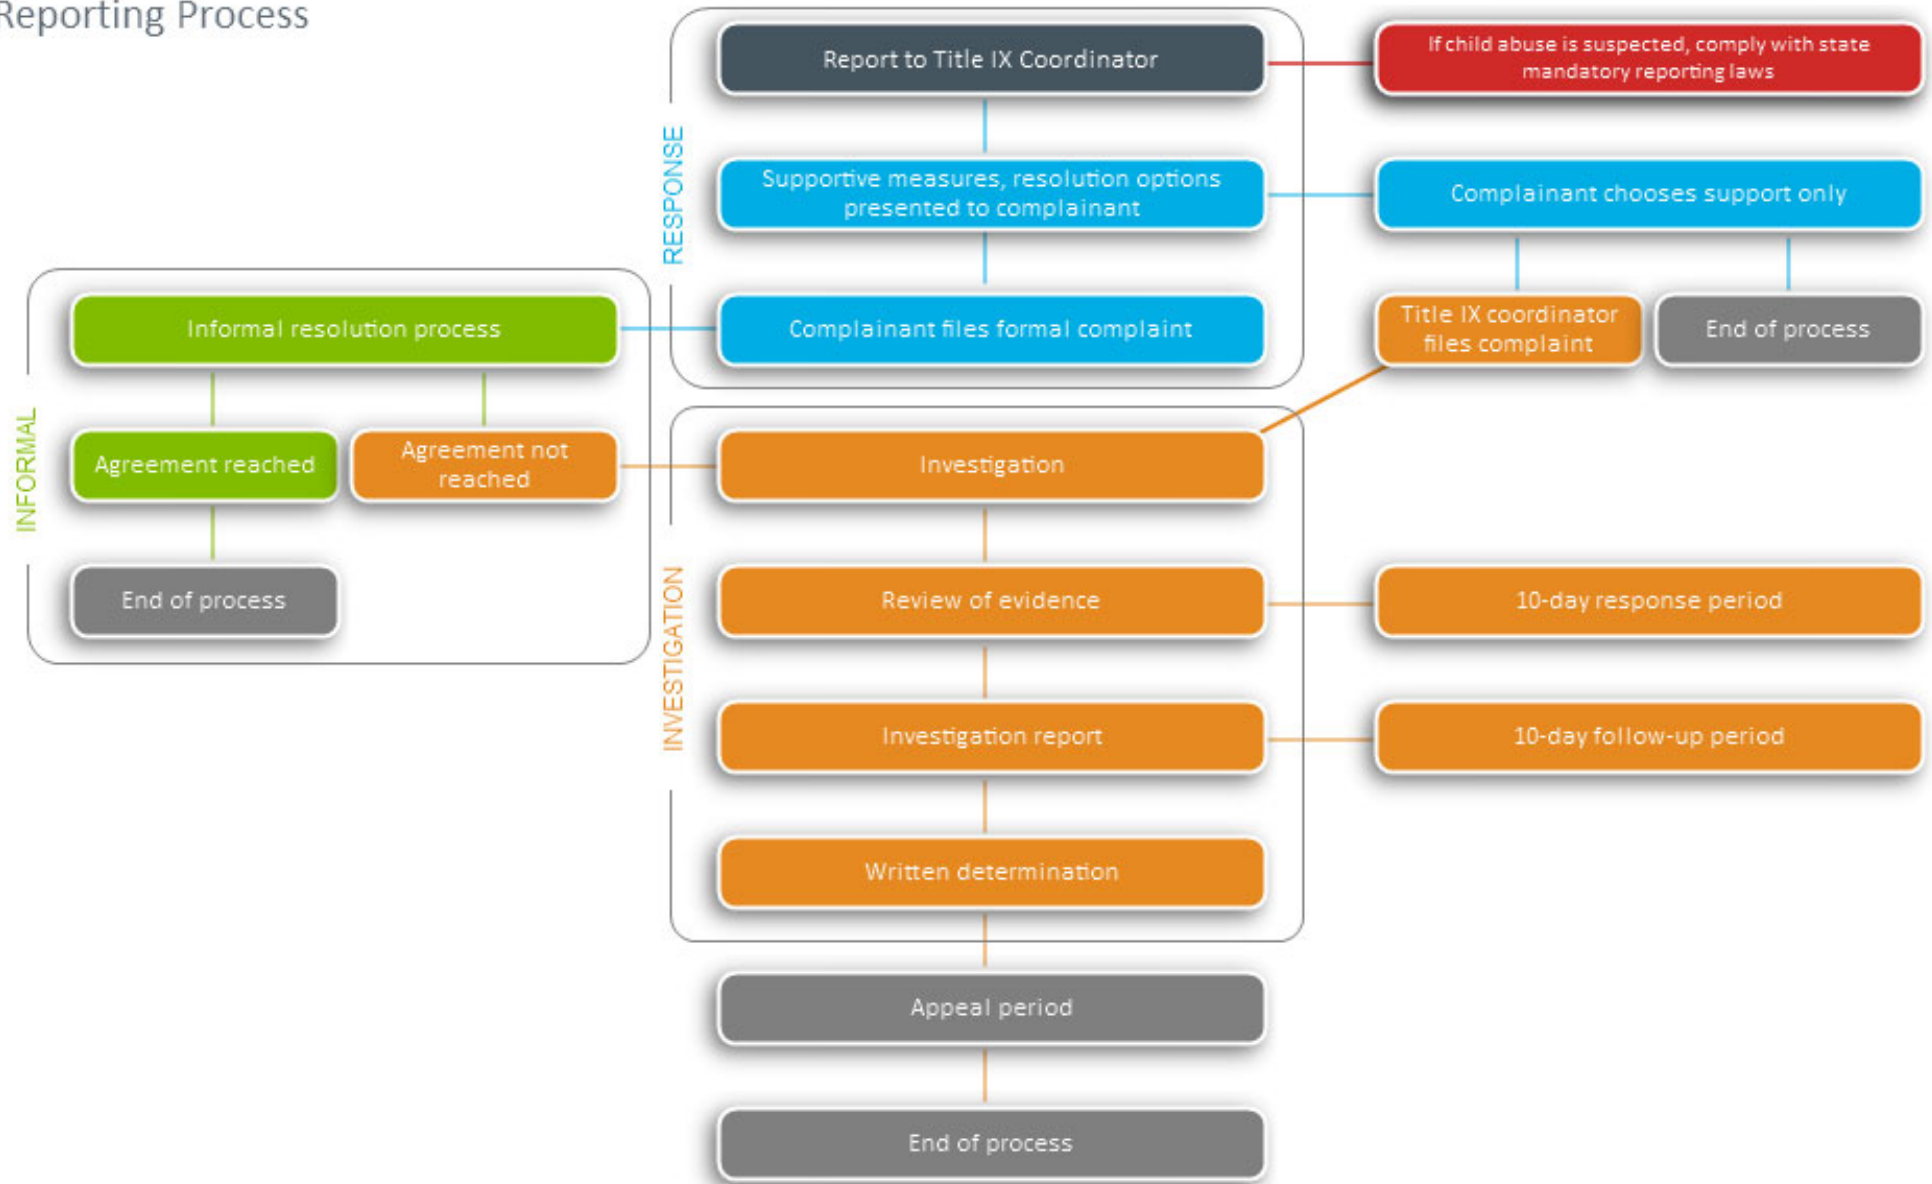 Reporting Process
Report to Title IX Coordinator
If child abuse is suspected, comply with state
mandatory reporting laws
RESPONSE
Supportive measures, resolution options
presented to complainant
Complainant chooses support only
Informal resolution process
Complainant files formal complaint
Title IX coordinator
files complaint
End of process
INFORMAL
Agreement reached
Agreement not
reached
Investigation
End of process
INVESTIGATION
Review of evidence
10-day response period
Investigation report
10-day follow-up period
Written determination
Appeal period
End of process